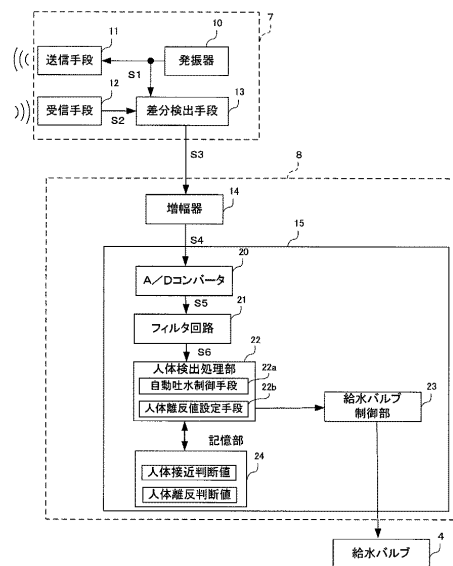 7
11
送信手段
10
発振器
S1
12
受信手段
S2
13
差分検出手段
S3
8
14
増幅器
15
S4
20
A/Dコンバータ
S5
21
フィルタ回路
S6
22
人体検出処理部
22a
自動吐水制御手段
22b
人体離反値設定手段
23
給水バルブ
制御部
記憶部
24
人体接近判断値
人体離反判断値
4
給水バルブ